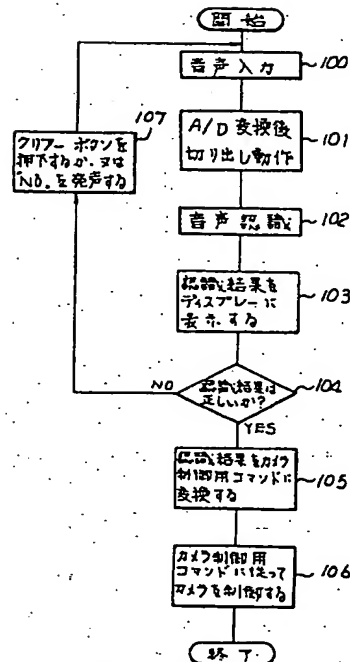 開始
音声入力
100
A/D変換後
切り出し動作
101
音声認識
102
認識結果を
ディスプレーに
表示する
103
認識結果は
正しいか?
104
NO
YES
クリアーボタンを
押下するか、又は
"NO"を発声する
107
認識結果をカメラ
制御用コマンドに
変換する
105
カメラ制御用
コマンドに従って
カメラを制御する
106
終了